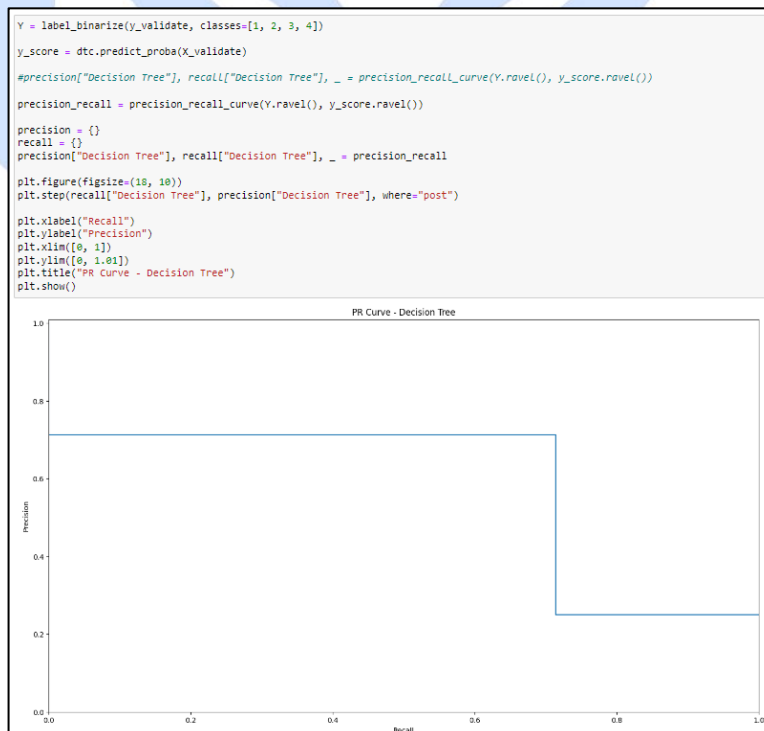 Y = label_binarize(y_validate, classes=[1, 2, 3, 4])
y_score = dtc.predict_proba(X_validate)
#precision["Decision Tree"], recall["Decision Tree"], _ = precision_recall_curve(Y.ravel(), y_score.ravel())
precision_recall = precision_recall_curve(Y.ravel(), y_score.ravel())
precision = {}
recall = {}
precision["Decision Tree"], recall["Decision Tree"], _ = precision_recall
plt.figure(figsize=(18, 10))
plt.step(recall["Decision Tree"], precision["Decision Tree"], where="post")
plt.xlabel("Recall")
plt.ylabel("Precision")
plt.xlim([0, 1])
plt.ylim([0, 1.01])
plt.title("PR Curve - Decision Tree")
plt.show()
PR Curve - Decision Tree
1.0
0.8
0.6
0.4
0.2
0.0
Precision
0.0 0.2 0.4 0.6 0.8 1.0
Recall